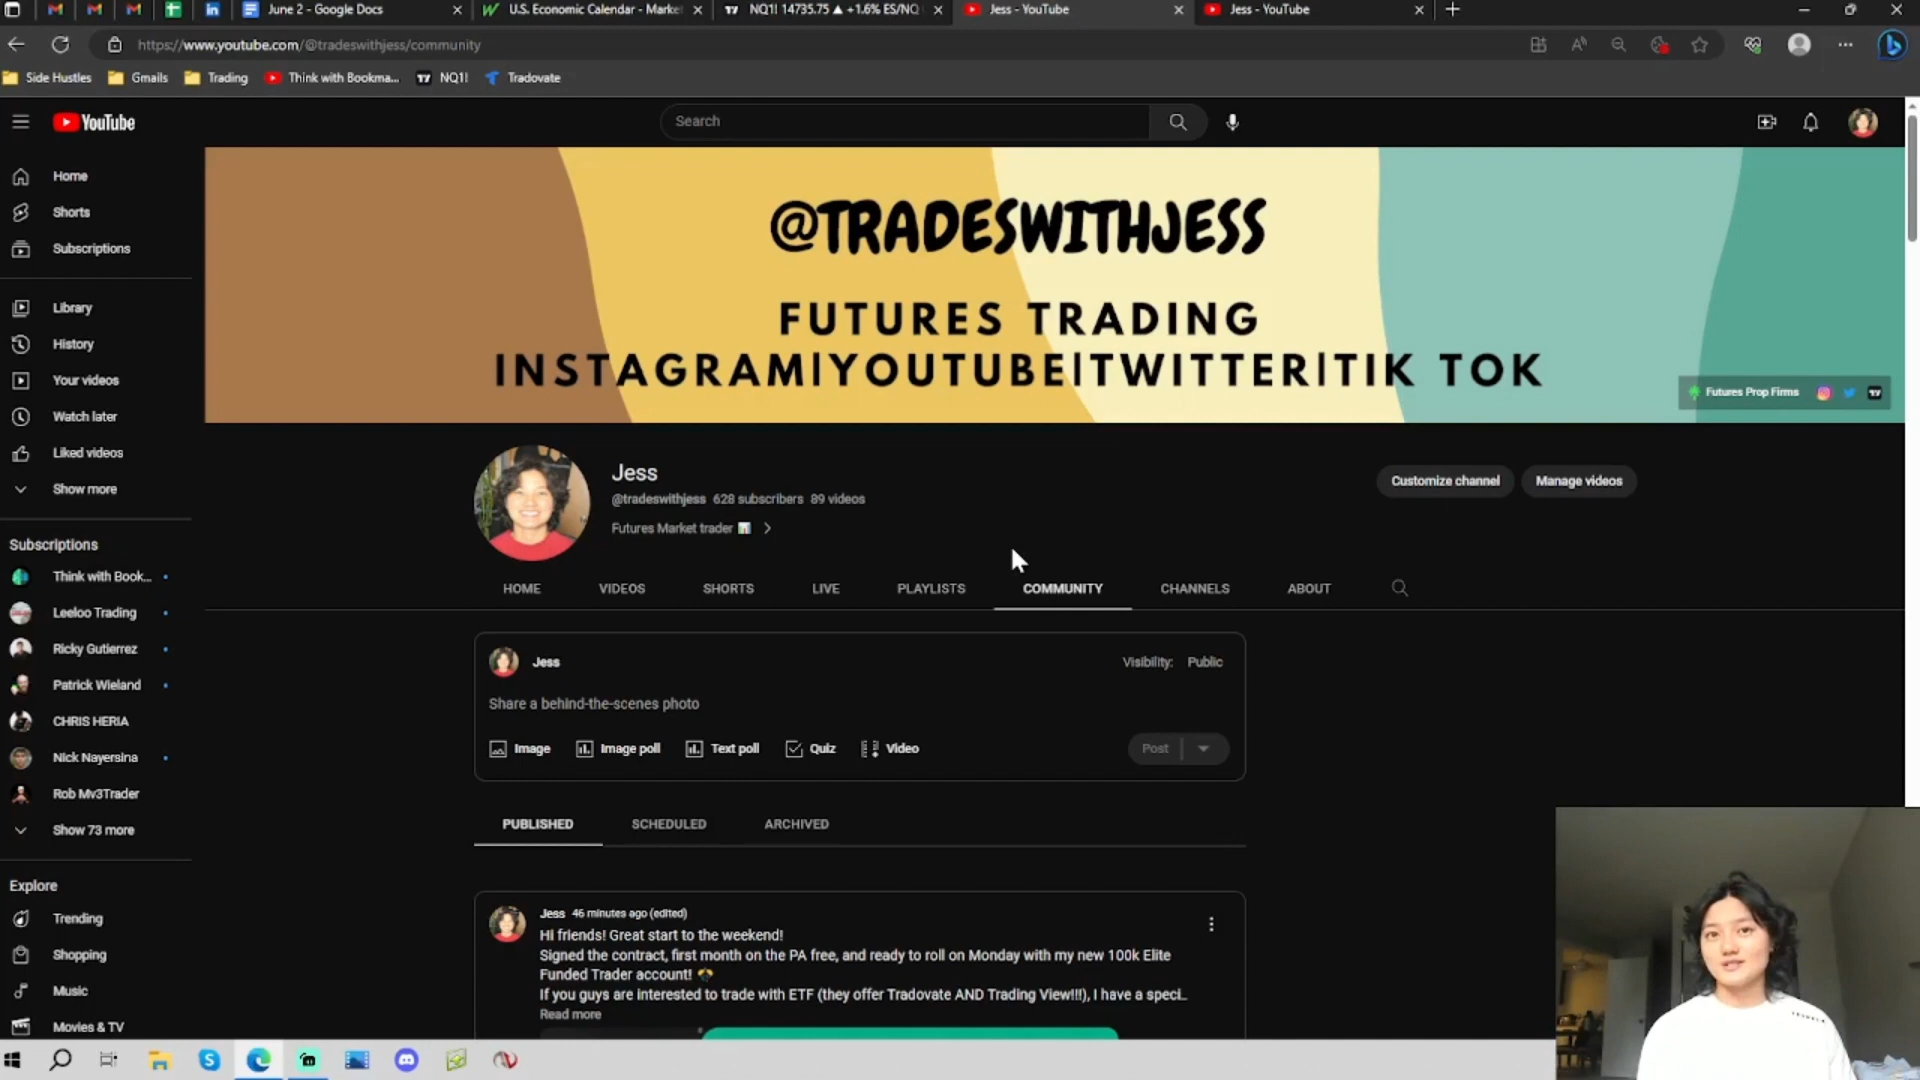 June 2 - Google Docs
U.S. Economic Calendar - Marke
NQ1! 14735.75 ▲ +1.6% ES/NQ
Jess - YouTube
Jess - YouTube
https://www.youtube.com/@tradeswithjess/community
Side Hustles
Gmails
Trading
Think with Bookma...
NQ1!
Tradovate
YouTube
Search
Home
Shorts
Subscriptions
Library
History
Your videos
Watch later
Liked videos
Show more
Subscriptions
Think with Book...
Leeloo Trading
Ricky Gutierrez
Patrick Wieland
CHRIS HERIA
Nick Nayersina
Rob Mv3Trader
Show 73 more
Explore
Trending
Shopping
Music
Movies & TV
@TRADESWITHJESS
FUTURES TRADING
INSTAGRAM|YOUTUBE|TWITTER|TIK TOK
Futures Prop Firms
Jess
@tradeswithjess 628 subscribers 89 videos
Futures Market trader
Customize channel
Manage videos
HOME
VIDEOS
SHORTS
LIVE
PLAYLISTS
COMMUNITY
CHANNELS
ABOUT
Jess
Visibility: Public
Share a behind-the-scenes photo
Image
Image poll
Text poll
Quiz
Video
Post
PUBLISHED
SCHEDULED
ARCHIVED
Jess 46 minutes ago (edited)
Hi friends! Great start to the weekend!
Signed the contract, first month on the PA free, and ready to roll on Monday with my new 100k Elite
Funded Trader account!
If you guys are interested to trade with ETF (they offer Tradovate AND Trading View!!!), I have a speci...
Read more